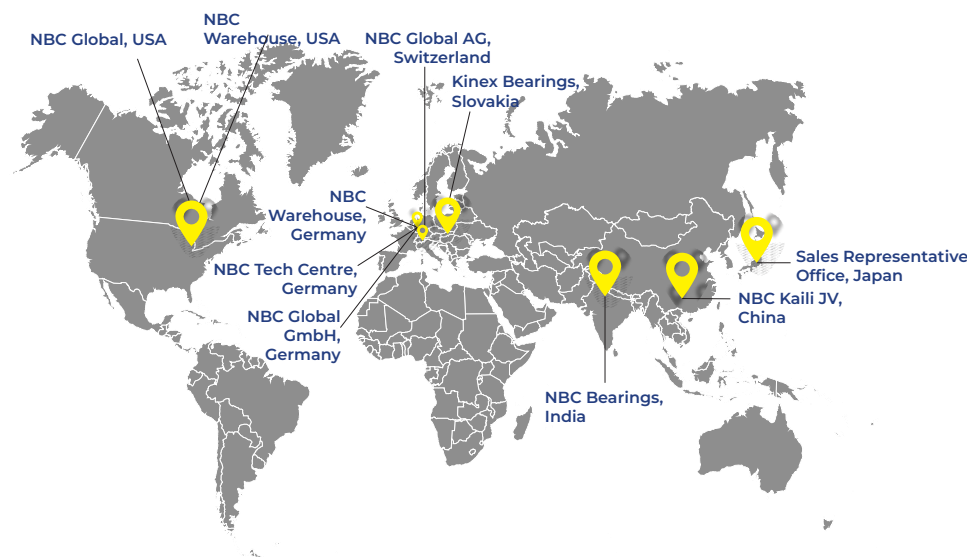 NBC Global, USA
NBC
Warehouse, USA
NBC Global AG,
Switzerland
Kinex Bearings,
Slovakia
NBC
Warehouse,
Germany
NBC Tech Centre,
Germany
NBC Global
GmbH,
Germany
Sales Representative
Office, Japan
NBC Kaili JV,
China
NBC Bearings,
India